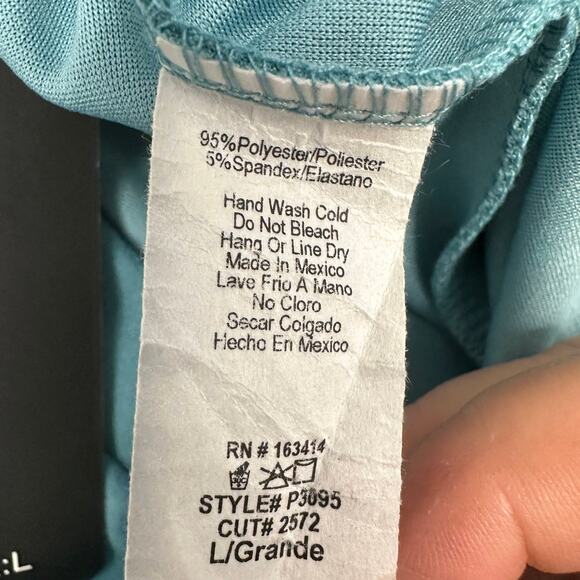 95%Polyester/Poliester
5%Spandex/Elastano
Hand Wash Cold
Do Not Bleach
Hang Or Line Dry
Made In Mexico
Lave Frio A Mano
No Cloro
Secar Colgado
Hecho En Mexico
RN # 163414
STYLE# P3095
CUT# 2572
L/Grande
:L